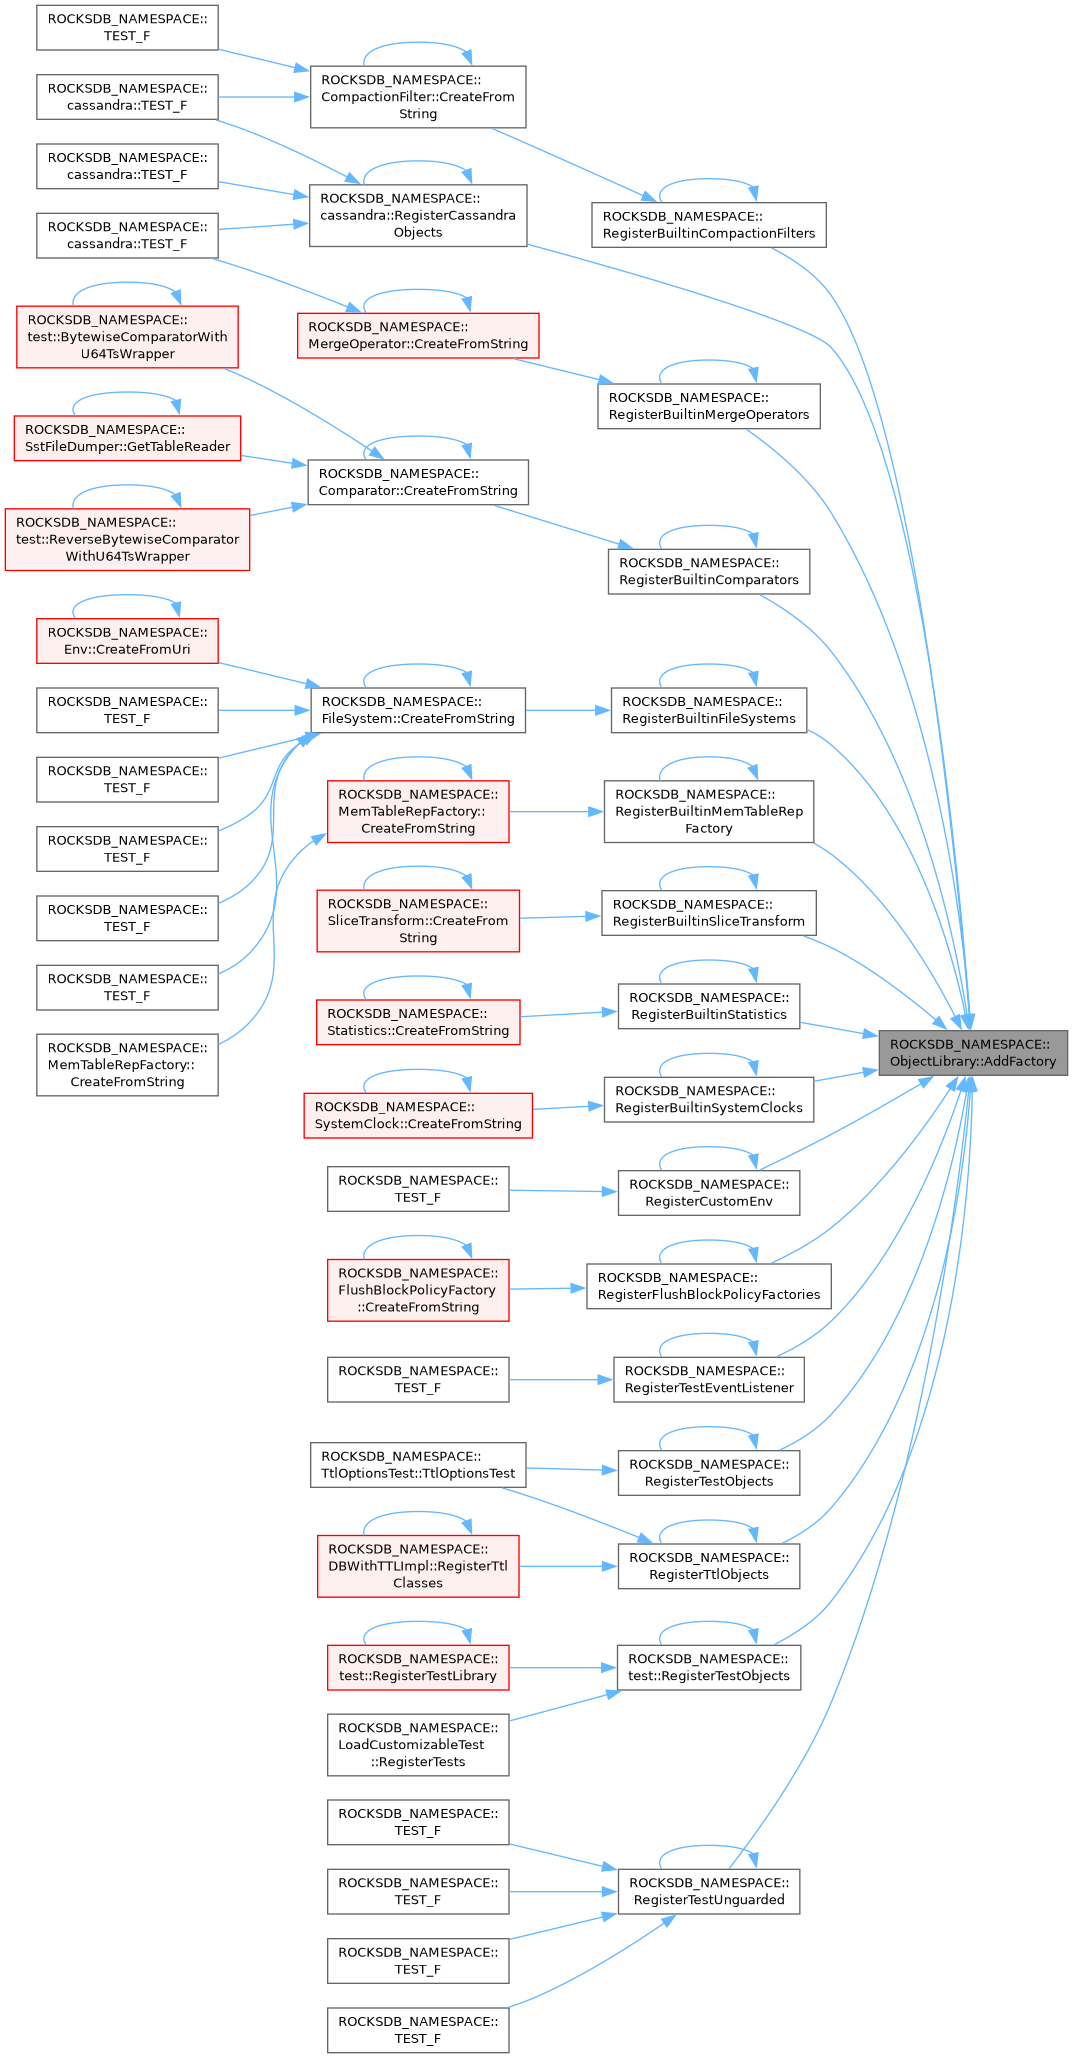 ROCKSDB_NAMESPACE::
TEST_F
ROCKSDB_NAMESPACE::
cassandra::TEST_F
ROCKSDB_NAMESPACE::
cassandra::TEST_F
ROCKSDB_NAMESPACE::
cassandra::TEST_F
ROCKSDB_NAMESPACE::
test::BytewiseComparatorWith
U64TsWrapper
ROCKSDB_NAMESPACE::
SstFileDumper::GetTableReader
ROCKSDB_NAMESPACE::
test::ReverseBytewiseComparator
WithU64TsWrapper
ROCKSDB_NAMESPACE::
Env::CreateFromUri
ROCKSDB_NAMESPACE::
TEST_F
ROCKSDB_NAMESPACE::
TEST_F
ROCKSDB_NAMESPACE::
TEST_F
ROCKSDB_NAMESPACE::
TEST_F
ROCKSDB_NAMESPACE::
TEST_F
ROCKSDB_NAMESPACE::
MemTableRepFactory::
CreateFromString
ROCKSDB_NAMESPACE::
CompactionFilter::CreateFrom
String
ROCKSDB_NAMESPACE::
cassandra::RegisterCassandra
Objects
ROCKSDB_NAMESPACE::
MergeOperator::CreateFromString
ROCKSDB_NAMESPACE::
Comparator::CreateFromString
ROCKSDB_NAMESPACE::
FileSystem::CreateFromString
ROCKSDB_NAMESPACE::
MemTableRepFactory::
CreateFromString
ROCKSDB_NAMESPACE::
SliceTransform::CreateFrom
String
ROCKSDB_NAMESPACE::
Statistics::CreateFromString
ROCKSDB_NAMESPACE::
SystemClock::CreateFromString
ROCKSDB_NAMESPACE::
TEST_F
ROCKSDB_NAMESPACE::
FlushBlockPolicyFactory
::CreateFromString
ROCKSDB_NAMESPACE::
TEST_F
ROCKSDB_NAMESPACE::
TtlOptionsTest::TtlOptionsTest
ROCKSDB_NAMESPACE::
DBWithTTLImpl::RegisterTtl
Classes
ROCKSDB_NAMESPACE::
test::RegisterTestLibrary
ROCKSDB_NAMESPACE::
LoadCustomizableTest
::RegisterTests
ROCKSDB_NAMESPACE::
TEST_F
ROCKSDB_NAMESPACE::
TEST_F
ROCKSDB_NAMESPACE::
TEST_F
ROCKSDB_NAMESPACE::
TEST_F
ROCKSDB_NAMESPACE::
RegisterBuiltinCompactionFilters
ROCKSDB_NAMESPACE::
RegisterBuiltinMergeOperators
ROCKSDB_NAMESPACE::
RegisterBuiltinComparators
ROCKSDB_NAMESPACE::
RegisterBuiltinFileSystems
ROCKSDB_NAMESPACE::
RegisterBuiltinMemTableRep
Factory
ROCKSDB_NAMESPACE::
RegisterBuiltinSliceTransform
ROCKSDB_NAMESPACE::
RegisterBuiltinStatistics
ROCKSDB_NAMESPACE::
RegisterBuiltinSystemClocks
ROCKSDB_NAMESPACE::
RegisterCustomEnv
ROCKSDB_NAMESPACE::
RegisterFlushBlockPolicyFactories
ROCKSDB_NAMESPACE::
RegisterTestEventListener
ROCKSDB_NAMESPACE::
RegisterTestObjects
ROCKSDB_NAMESPACE::
RegisterTtlObjects
ROCKSDB_NAMESPACE::
test::RegisterTestObjects
ROCKSDB_NAMESPACE::
RegisterTestUnguarded
ROCKSDB_NAMESPACE::
ObjectLibrary::AddFactory